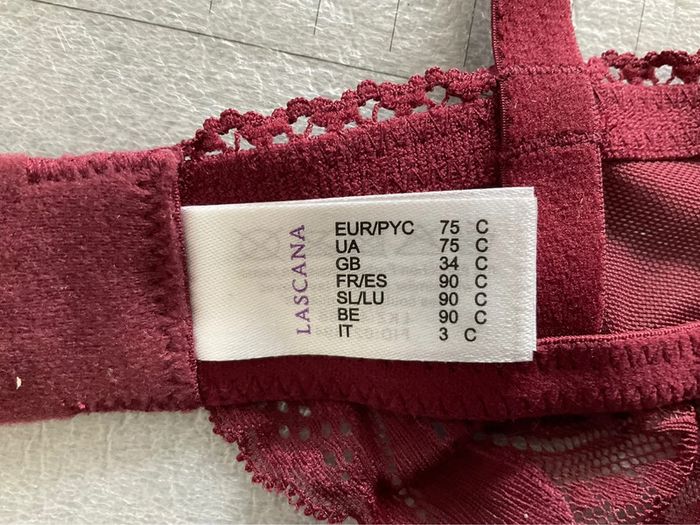 LASCANA
EUR/PYC 75 C
UA 75 C
GB 34 C
FR/ES 90 C
SL/LU 90 C
BE 90 C
IT 3 C